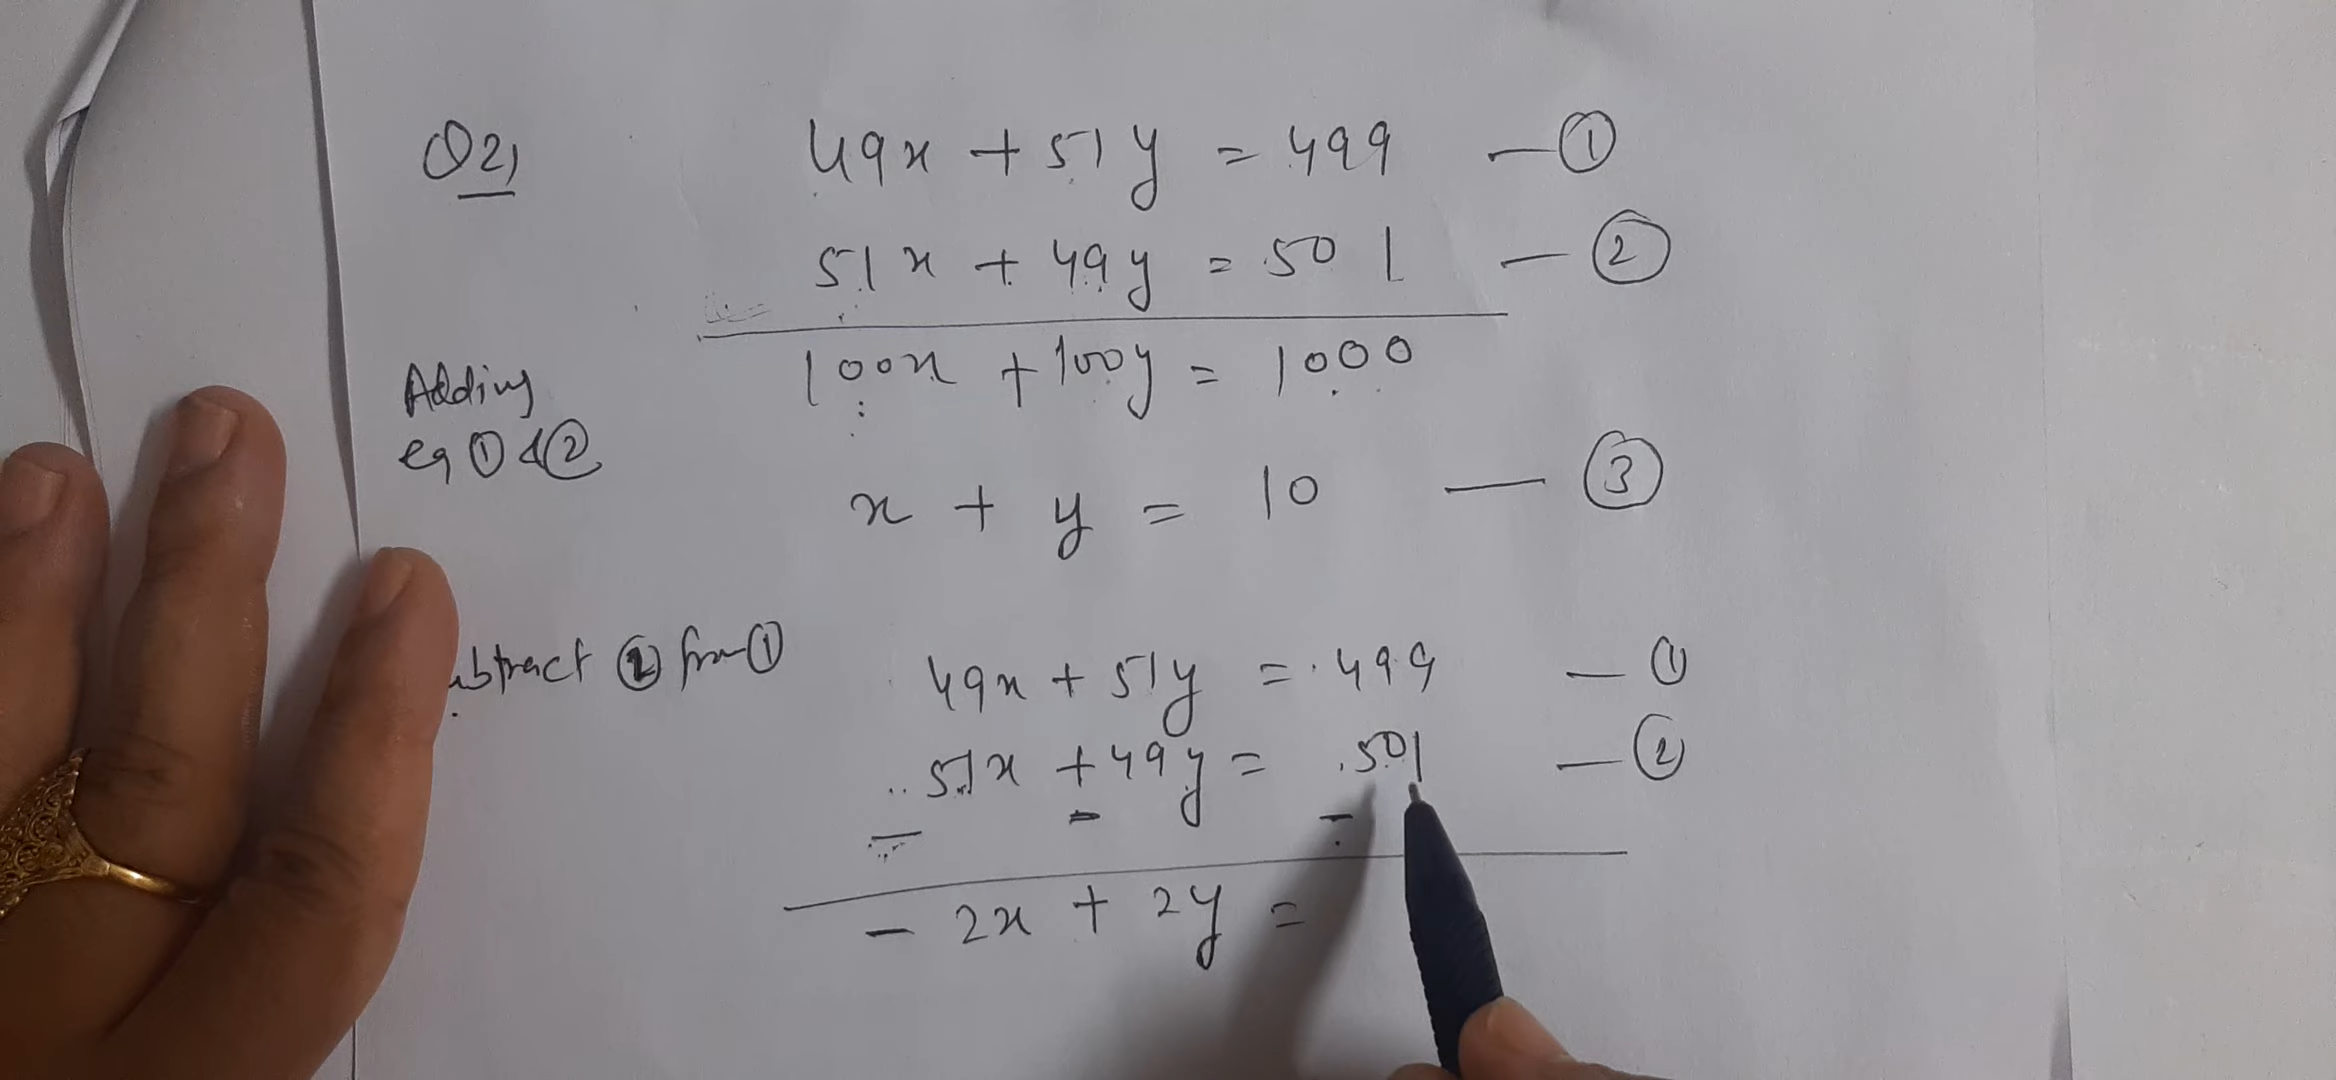 Q2)
49x + 51y = 499 — ①
51x + 49y = 501 — ②
Adding
eq ① & ②
100x + 100y = 1000
x + y = 10 — ③
ubtract ② from ①
49x + 51y = 499 — ①
51x + 49y = 501 — ②
− − −
− 2x + 2y =